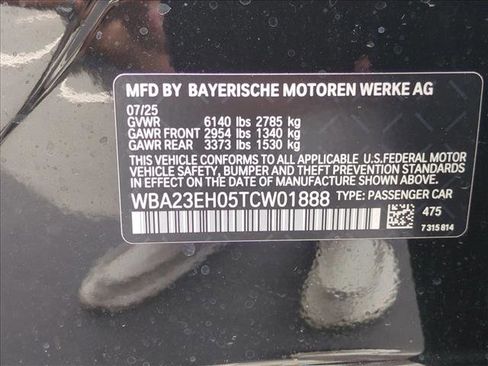 MFD BY BAYERISCHE MOTOREN WERKE AG
07/25
GVWR 6140 lbs 2785 kg
GAWR FRONT 2954 lbs 1340 kg
GAWR REAR 3373 lbs 1530 kg
THIS VEHICLE CONFORMS TO ALL APPLICABLE U.S.FEDERAL MOTOR
VEHICLE SAFETY, BUMPER AND THEFT PREVENTION STANDARDS
IN EFFECT ON THE DATE OF MANUFACTURE SHOWN ABOVE.
WBA23EH05TCW01888 TYPE: PASSENGER CAR
475
7315814